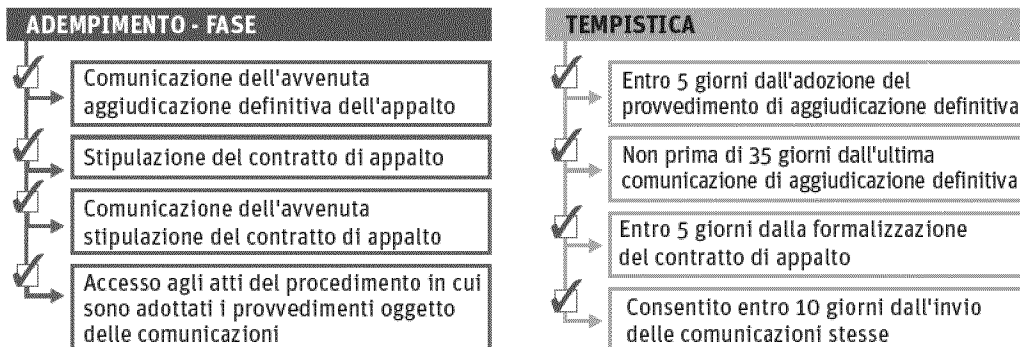 ADEMPIMENTO - FASE
Comunicazione dell'avvenuta
aggiudicazione definitiva dell'appalto
Stipulazione del contratto di appalto
Comunicazione dell'avvenuta
stipulazione del contratto di appalto
Accesso agli atti del procedimento in cui
sono adottati i provvedimenti oggetto
delle comunicazioni
TEMPISTICA
Entro 5 giorni dall'adozione del
provvedimento di aggiudicazione definitiva
Non prima di 35 giorni dall'ultima
comunicazione di aggiudicazione definitiva
Entro 5 giorni dalla formalizzazione
del contratto di appalto
Consentito entro 10 giorni dall'invio
delle comunicazioni stesse